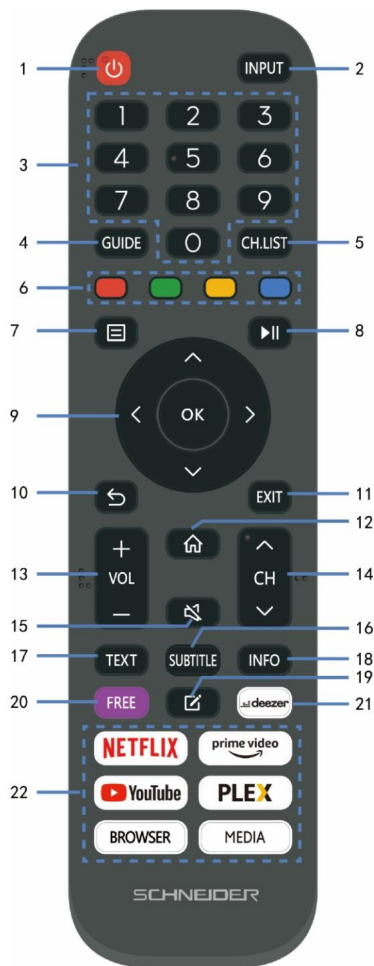 1 INPUT 2
1 2 3
3 4 5 6
7 8 9
4 GUIDE 0 CH.LIST 5
6
7 8
9 OK
10 EXIT 11
12
+
13 VOL CH 14
−
15 16
17 TEXT SUBTITLE INFO 18
19
20 FREE deezer 21
NETFLIX prime video
22 YouTube PLEX
BROWSER MEDIA
SCHNEIDER